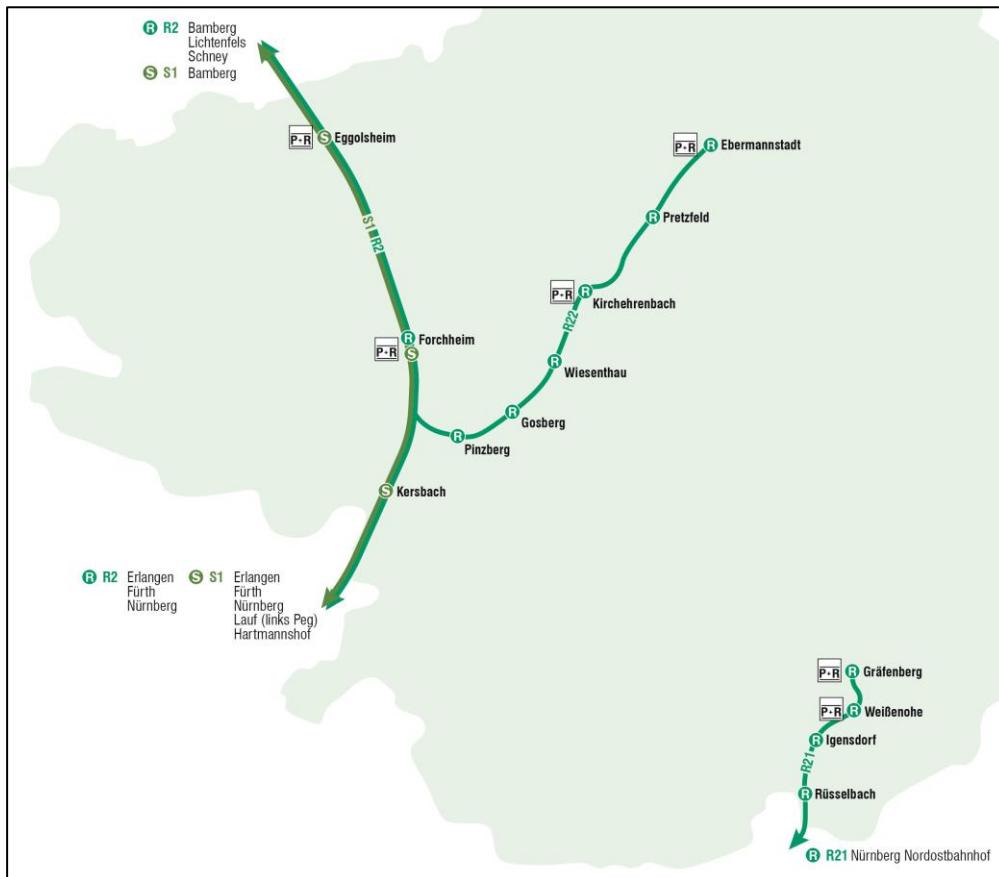 R R2 Bamberg
Lichtenfels
Schney
S S1 Bamberg
P+R S Eggolsheim
P+R R Ebermannstadt
R Pretzfeld
S1 R2
P+R R Kirchehrenbach
R22
R Forchheim
P+R S
R Wiesenthau
R Gosberg
R Pinzberg
S Kersbach
R R2 Erlangen
Fürth
Nürnberg
S S1 Erlangen
Fürth
Nürnberg
Lauf (links Peg)
Hartmannshof
P+R R Gräfenberg
P+R R Weißenohe
R Igensdorf
R21
R Rüsselbach
R R21 Nürnberg Nordostbahnhof